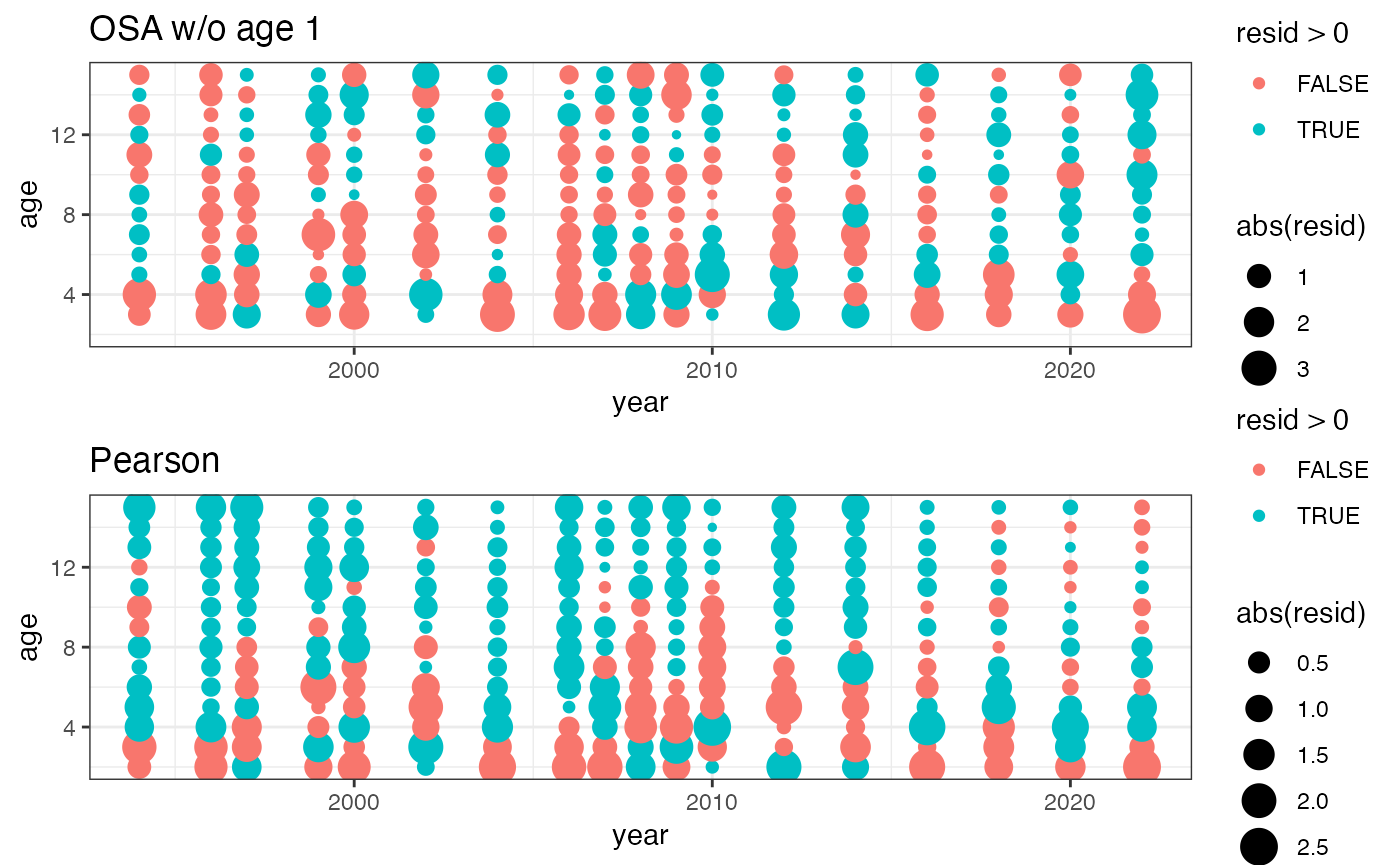 OSA w/o age 1
12
8
4
age
2000
2010
2020
year
resid > 0
FALSE
TRUE
abs(resid)
1
2
3
Pearson
12
8
4
age
2000
2010
2020
year
resid > 0
FALSE
TRUE
abs(resid)
0.5
1.0
1.5
2.0
2.5